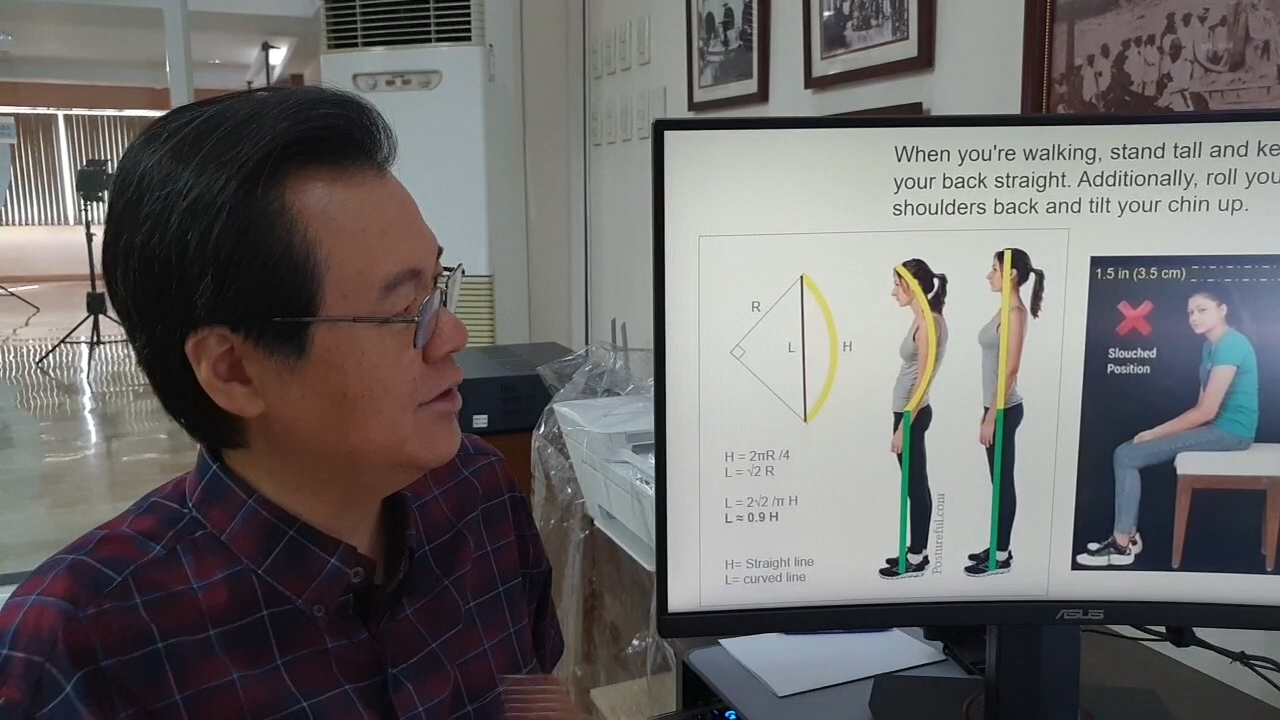 When you're walking, stand tall and ke
your back straight. Additionally, roll you
shoulders back and tilt your chin up.
R
L
H
H = 2πR /4
L = √2 R
L = 2√2 /π H
L ≈ 0.9 H
H= Straight line
L= curved line
Postureful.com
1.5 in (3.5 cm)
Slouched
Position
ASUS